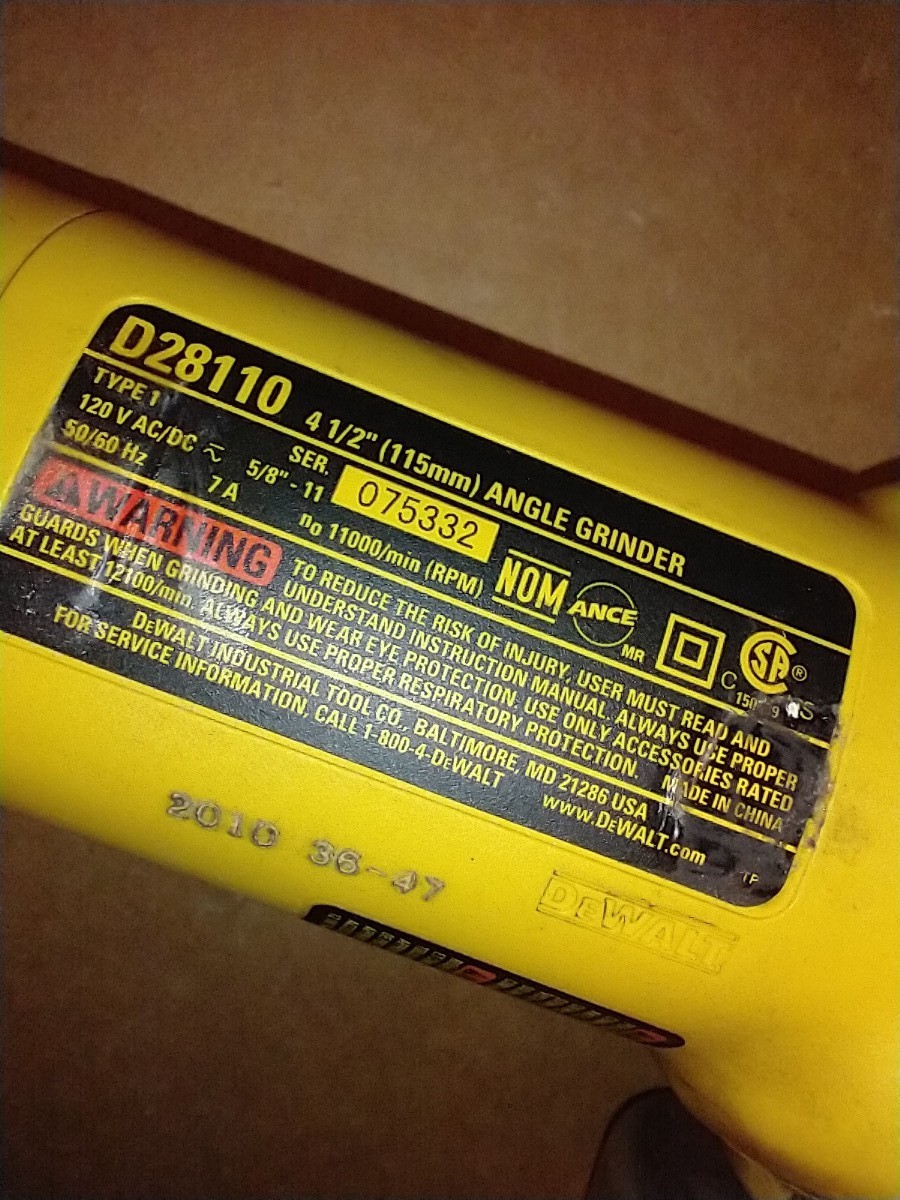 D28110 4 1/2" (115mm) ANGLE GRINDER
TYPE 1
120 V AC/DC ⎓
50/60 Hz
SER. 075332
5/8" - 11
7 A
no 11000/min (RPM)
NOM ANCE MR
SA®
C
WARNING TO REDUCE THE RISK OF INJURY, USER MUST READ AND
UNDERSTAND INSTRUCTION MANUAL. ALWAYS USE PROPER
GUARDS WHEN GRINDING AND WEAR EYE PROTECTION. USE ONLY ACCESSORIES RATED
AT LEAST 12100/min. ALWAYS USE PROPER RESPIRATORY PROTECTION. MADE IN CHINA
DEWALT INDUSTRIAL TOOL CO., BALTIMORE, MD 21286 USA
FOR SERVICE INFORMATION, CALL 1-800-4-DEWALT www.DEWALT.com
TP
2010 36-47
DEWALT